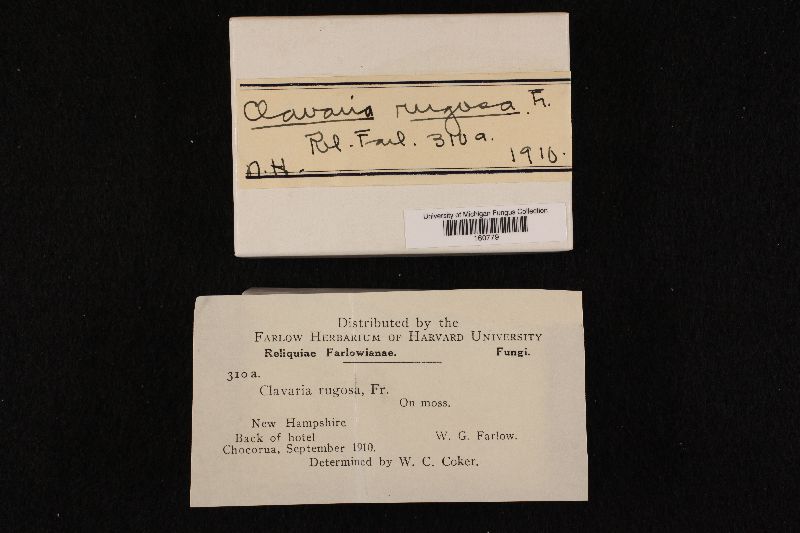 Clavaria rugosa Fr.
Rel. Farl. 310a.
N.H. 1910.
University of Michigan Fungus Collection
160779
Distributed by the
FARLOW HERBARIUM OF HARVARD UNIVERSITY
Reliquiae Farlowianae. Fungi.
310 a.
Clavaria rugosa, Fr.
On moss.
New Hampshire
Back of hotel W. G. Farlow.
Chocorua, September 1910.
Determined by W. C. Coker.